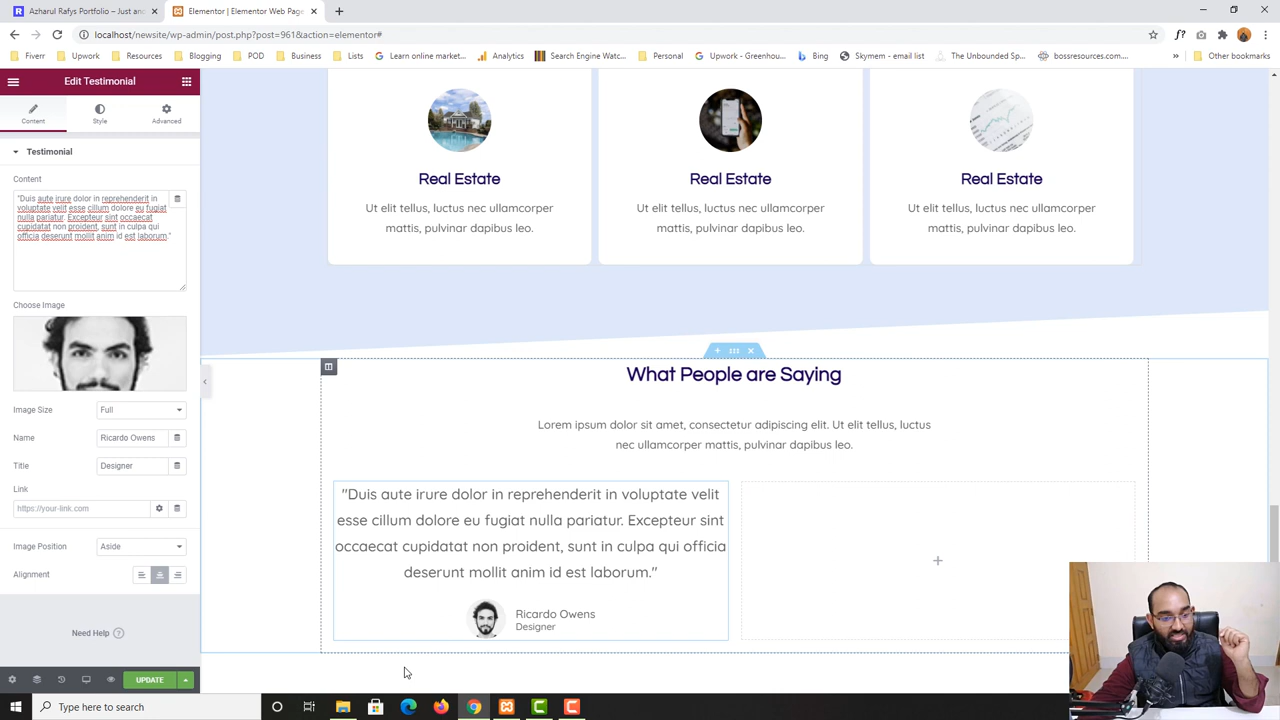 Azharul Rafys Portfolio – Just ano
Elementor | Elementor Web Page
localhost/newsite/wp-admin/post.php?post=961&action=elementor#
Fiverr
Upwork
Resources
Blogging
POD
Business
Lists
Learn online market...
Analytics
Search Engine Watc...
Personal
Upwork - Greenhou...
Bing
Skymem - email list
The Unbounded Sp...
bossresources.com...
»
Other bookmarks
Edit Testimonial
Content
Style
Advanced
Testimonial
Content
"Duis aute irure dolor in reprehenderit in
voluptate velit esse cillum dolore eu fugiat
nulla pariatur. Excepteur sint occaecat
cupidatat non proident, sunt in culpa qui
officia deserunt mollit anim id est laborum."
Choose Image
Image Size
Full
Name
Ricardo Owens
Title
Designer
Link
https://your-link.com
Image Position
Aside
Alignment
Need Help
UPDATE
Real Estate
Ut elit tellus, luctus nec ullamcorper
mattis, pulvinar dapibus leo.
Real Estate
Ut elit tellus, luctus nec ullamcorper
mattis, pulvinar dapibus leo.
Real Estate
Ut elit tellus, luctus nec ullamcorper
mattis, pulvinar dapibus leo.
What People are Saying
Lorem ipsum dolor sit amet, consectetur adipiscing elit. Ut elit tellus, luctus
nec ullamcorper mattis, pulvinar dapibus leo.
"Duis aute irure dolor in reprehenderit in voluptate velit
esse cillum dolore eu fugiat nulla pariatur. Excepteur sint
occaecat cupidatat non proident, sunt in culpa qui officia
deserunt mollit anim id est laborum."
Ricardo Owens
Designer
Type here to search